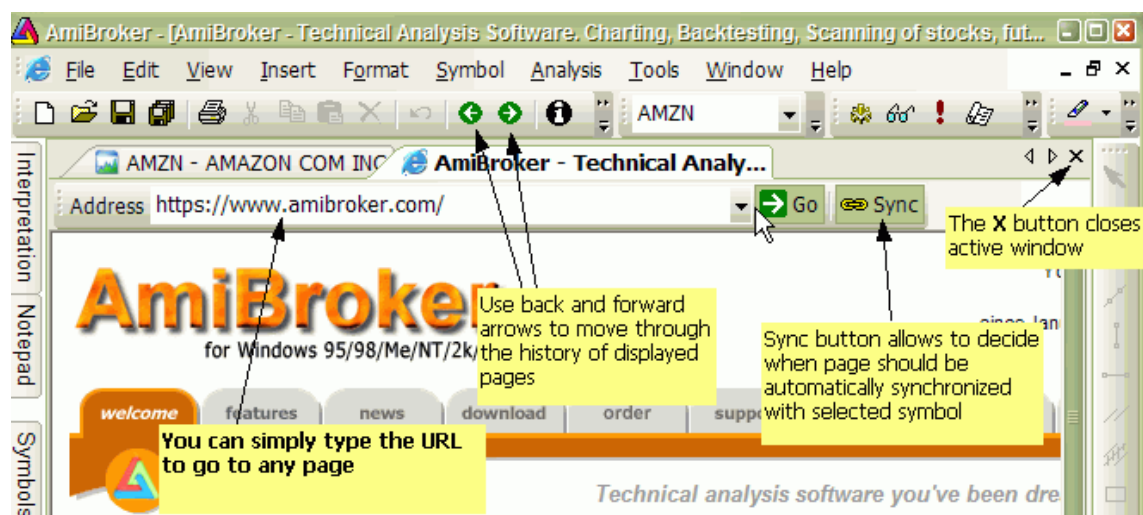 AmiBroker - [AmiBroker - Technical Analysis Software. Charting, Backtesting, Scanning of stocks, fut...
File Edit View Insert Format Symbol Analysis Tools Window Help
AMZN
AMZN - AMAZON COM INC
AmiBroker - Technical Analy...
Address https://www.amibroker.com/
Go
Sync
The X button closes
active window
Interpretation
Notepad
Symbols
AmiBroker
for Windows 95/98/Me/NT/2k/
Use back and forward
arrows to move through
the history of displayed
pages
Sync button allows to decide
when page should be
automatically synchronized
with selected symbol
welcome features news download order
You can simply type the URL
to go to any page
Technical analysis software you've been dre